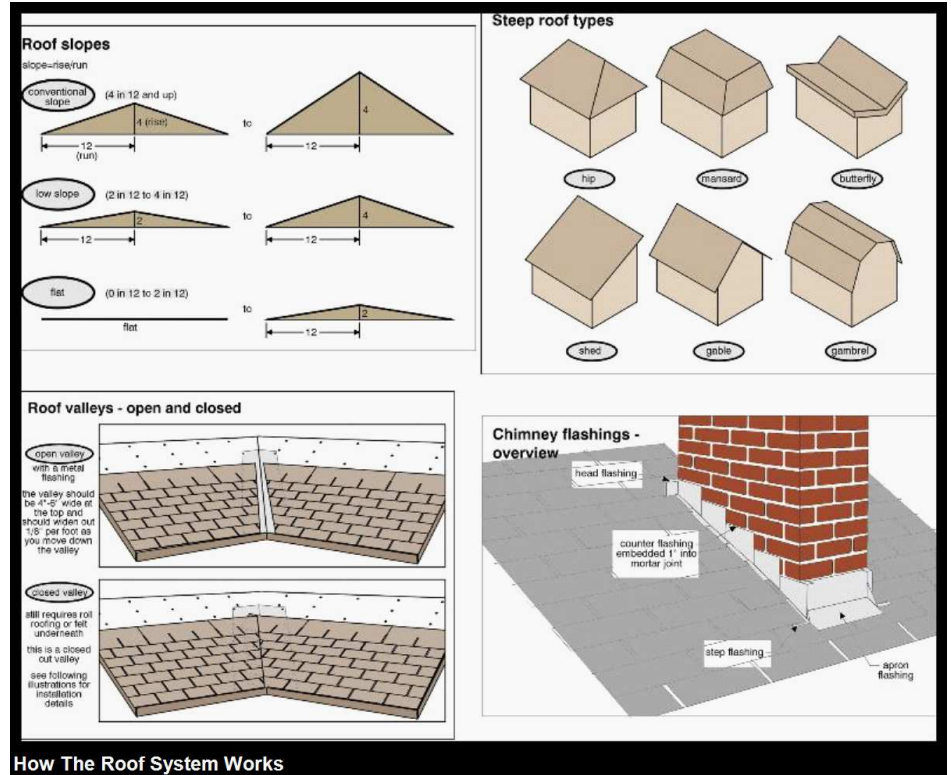 Roof slopes
slope=rise/run
conventional
slope
(4 in 12 and up)
4 (rise)
12
(run)
to
4
12
low slope
(2 in 12 to 4 in 12)
2
12
to
4
12
flat
(0 in 12 to 2 in 12)
flat
to
2
12
Steep roof types
hip
mansard
butterfly
shed
gable
gambrel
Roof valleys - open and closed
open valley
with a metal
flashing
the valley should
be 4"-6" wide at
the top and
should widen out
1/8" per foot as
you move down
the valley
closed valley
still requires roll
roofing or felt
underneath
this is a closed
cut valley
see following
illustrations for
installation
details
Chimney flashings -
overview
head flashing
counter flashing
embedded 1" into
mortar joint
step flashing
apron
flashing
How The Roof System Works